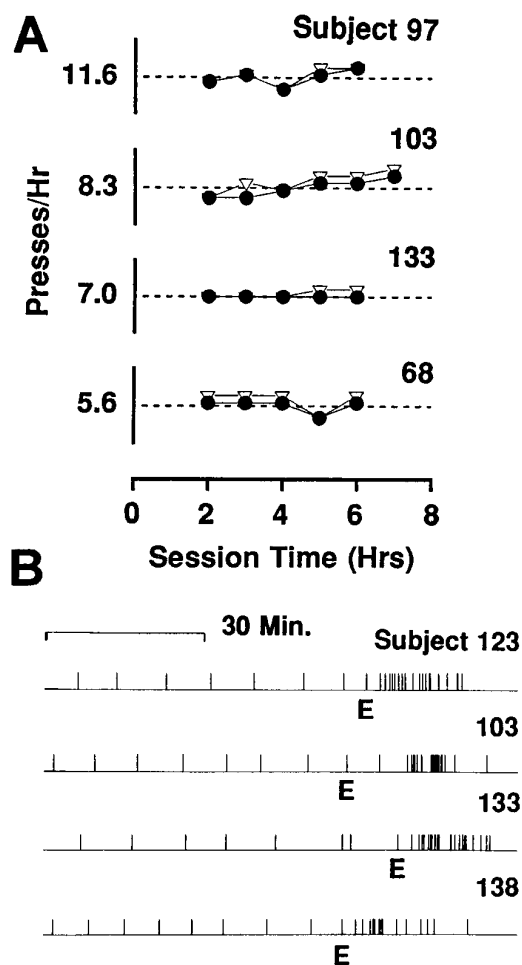 A
Subject 97
11.6
103
8.3
Presses/Hr
133
7.0
68
5.6
0 2 4 6 8
Session Time (Hrs)
B
30 Min.
Subject 123
E
103
E
133
E
138
E